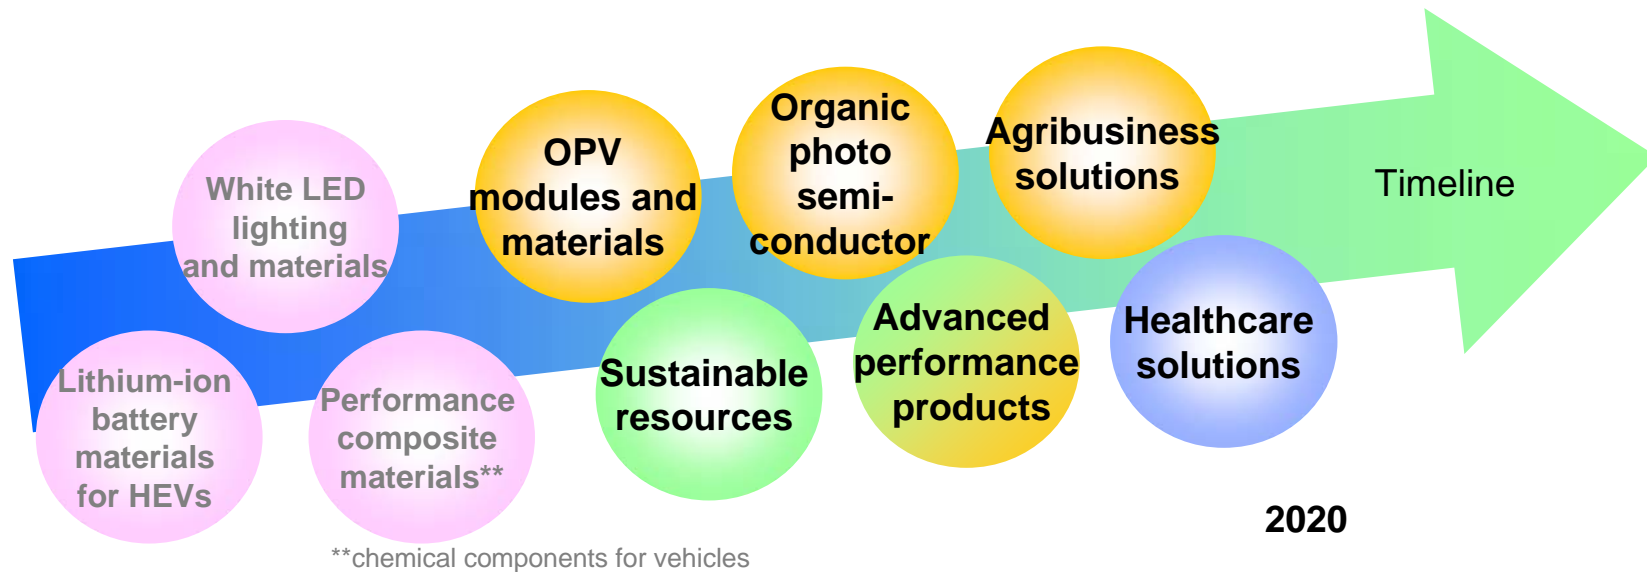 Lithium-ion
battery
materials
for HEVs
White LED
lighting
and materials
Performance
composite
materials**
OPV
modules and
materials
Sustainable
resources
Organic
photo
semi-
conductor
Advanced
performance
products
Agribusiness
solutions
Healthcare
solutions
Timeline
2020
**chemical components for vehicles